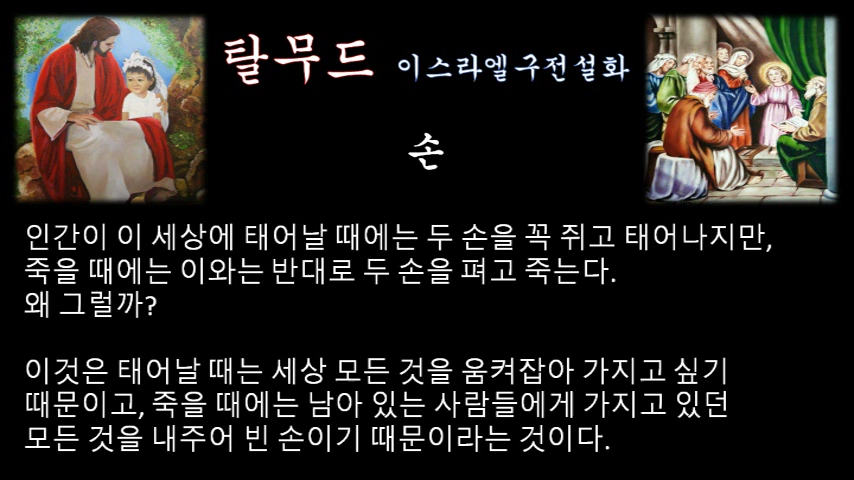 탈무드 이스라엘 구전 설화
손
인간이 이 세상에 태어날 때에는 두 손을 꼭 쥐고 태어나지만,
죽을 때에는 이와는 반대로 두 손을 펴고 죽는다.
왜 그럴까?
이것은 태어날 때는 세상 모든 것을 움켜잡아 가지고 싶기
때문이고, 죽을 때에는 남아 있는 사람들에게 가지고 있던
모든 것을 내주어 빈 손이기 때문이라는 것이다.